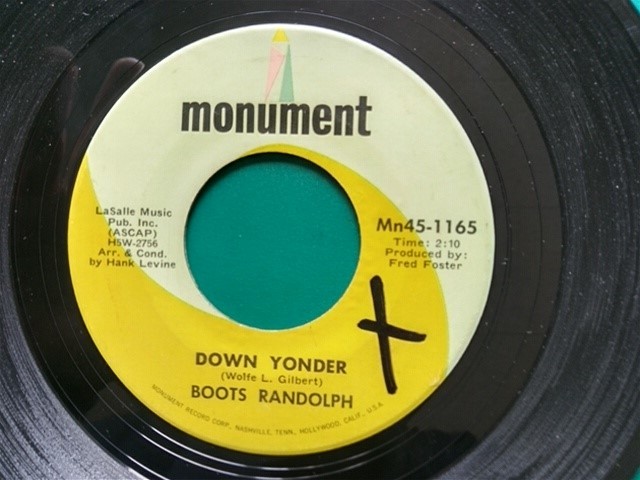 monument
LaSalle Music
Pub. Inc.
(ASCAP)
H5W-2756
Arr. & Cond.
by Hank Levine
Mn45-1165
Time: 2:10
Produced by:
Fred Foster
DOWN YONDER
(Wolfe L. Gilbert)
BOOTS RANDOLPH
MONUMENT RECORD CORP., NASHVILLE, TENN., HOLLYWOOD, CALIF., U.S.A.